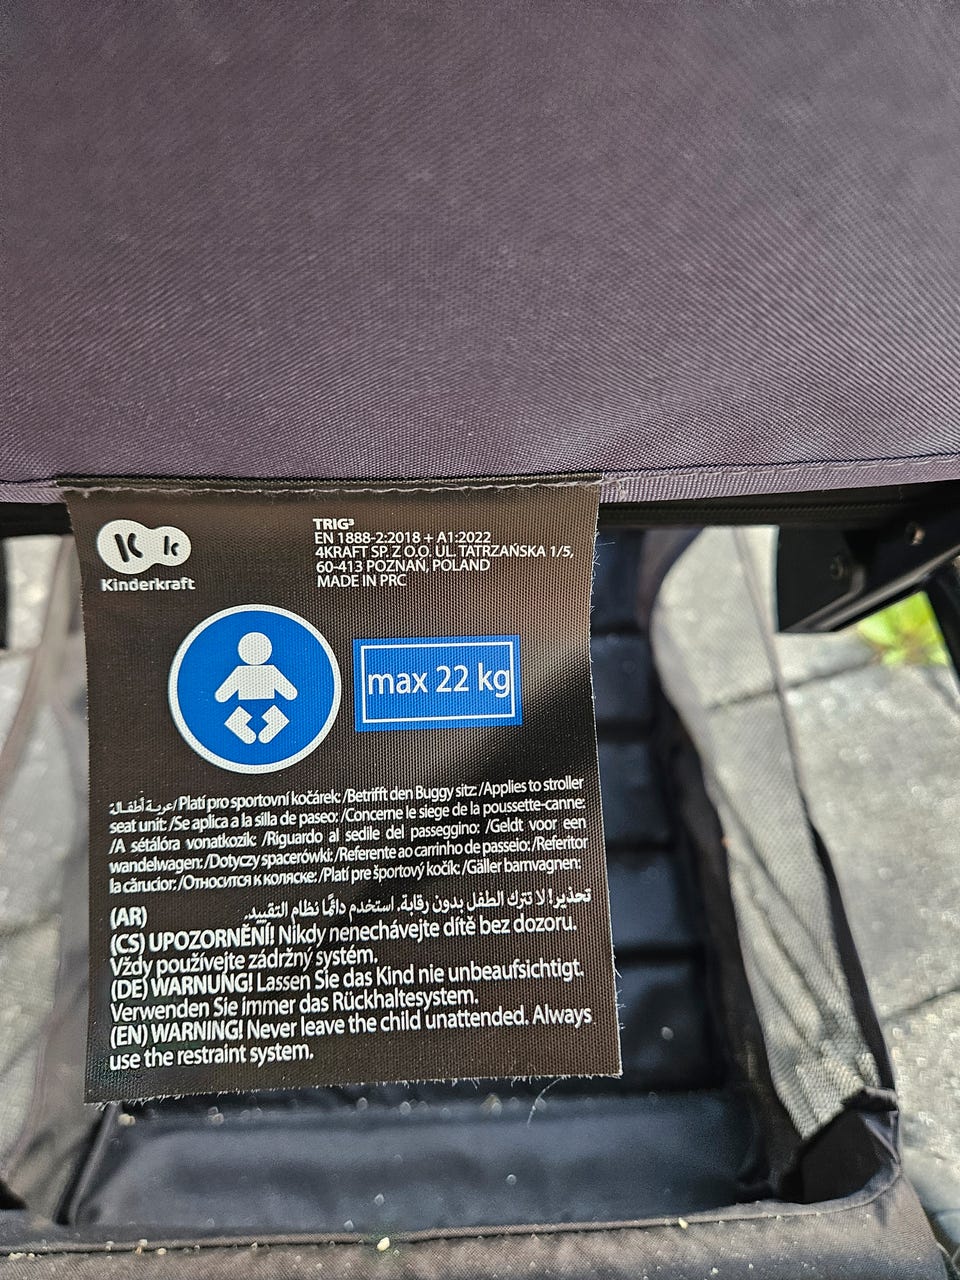 Kinderkraft
TRIG³
EN 1888-2:2018 + A1:2022
4KRAFT SP. Z O.O. UL. TATRZAŃSKA 1/5,
60-413 POZNAŃ, POLAND
MADE IN PRC
max 22 kg
عربة أطفال:/Platí pro sportovní kočárek: /Betrifft den Buggy sitz: /Applies to stroller
seat unit: /Se aplica a la silla de paseo: /Concerne le siege de la poussette-canne:
/A sétálóra vonatkozik: /Riguardo al sedile del passeggino: /Geldt voor een
wandelwagen: /Dotyczy spacerówki: /Referente ao carrinho de passeio: /Referitor
la cărucior: /Относится к коляске: /Platí pre športový kočík: /Gäller barnvagnen:
(AR) تحذير! لا تترك الطفل بدون رقابة. استخدم دائمًا نظام التقييد.
(CS) UPOZORNĚNÍ! Nikdy nenechávejte dítě bez dozoru.
Vždy používejte zádržný systém.
(DE) WARNUNG! Lassen Sie das Kind nie unbeaufsichtigt.
Verwenden Sie immer das Rückhaltesystem.
(EN) WARNING! Never leave the child unattended. Always
use the restraint system.